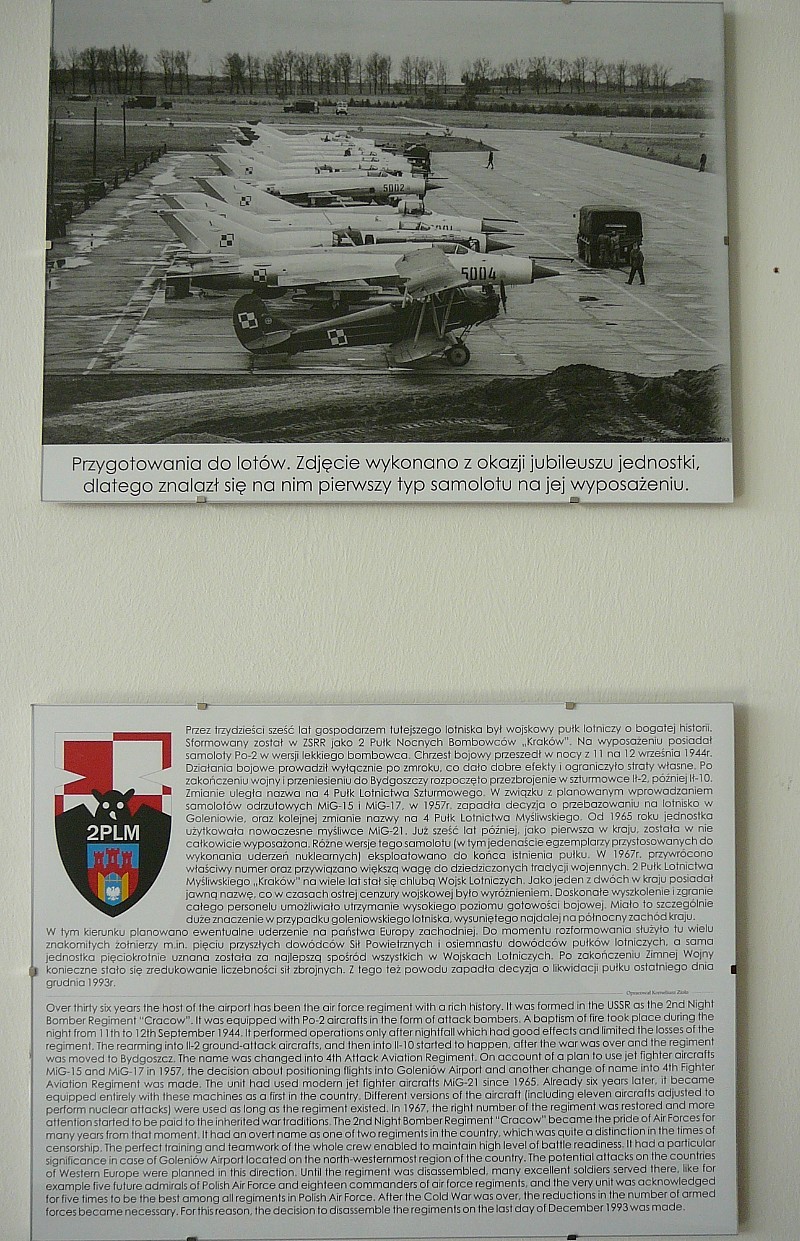 5002
5004
Przygotowania do lotów. Zdjęcie wykonano z okazji jubileuszu jednostki,
dlatego znalazł się na nim pierwszy typ samolotu na jej wyposażeniu.
2PLM
Przez trzydzieści sześć lat gospodarzem tutejszego lotniska był wojskowy pułk lotniczy o bogatej historii.
Sformowany został w ZSRR jako 2 Pułk Nocnych Bombowców „Kraków”. Na wyposażeniu posiadał
samoloty Po-2 w wersji lekkiego bombowca. Chrzest bojowy przeszedł w nocy z 11 na 12 września 1944r.
Działania bojowe prowadził wyłącznie po zmroku, co dało dobre efekty i ograniczyło straty własne. Po
zakończeniu wojny i przeniesieniu do Bydgoszczy rozpoczęto przezbrojenie w szturmowce Ił-2, później Ił-10.
Zmianie uległa nazwa na 4 Pułk Lotnictwa Szturmowego. W związku z planowanym wprowadzaniem
samolotów odrzutowych MiG-15 i MiG-17, w 1957r. zapadła decyzja o przebazowaniu na lotnisko w
Goleniowie, oraz kolejnej zmianie nazwy na 4 Pułk Lotnictwa Myśliwskiego. Od 1965 roku jednostka
użytkowała nowoczesne myśliwce MiG-21. Już sześć lat później, jako pierwsza w kraju, została w nie
całkowicie wyposażona. Różne wersje tego samolotu (w tym jedenaście egzemplarzy przystosowanych do
wykonania uderzeń nuklearnych) eksploatowano do końca istnienia pułku. W 1967r. przywrócono
właściwy numer oraz przywiązano większą wagę do dziedziczonych tradycji wojennych. 2 Pułk Lotnictwa
Myśliwskiego „Kraków” na wiele lat stał się chlubą Wojsk Lotniczych. Jako jeden z dwóch w kraju posiadał
jawną nazwę, co w czasach ostrej cenzury wojskowej było wyróżnieniem. Doskonałe wyszkolenie i zgranie
całego personelu umożliwiało utrzymanie wysokiego poziomu gotowości bojowej. Miało to szczególnie
duże znaczenie w przypadku goleniowskiego lotniska, wysuniętego najdalej na północny zachód kraju.
W tym kierunku planowano ewentualne uderzenie na państwa Europy zachodniej. Do momentu rozformowania służyło tu wielu
znakomitych żołnierzy m.in. pięciu przyszłych dowódców Sił Powietrznych i osiemnastu dowódców pułków lotniczych, a sama
jednostka pięciokrotnie uznana została za najlepszą spośród wszystkich w Wojskach Lotniczych. Po zakończeniu Zimnej Wojny
konieczne stało się zredukowanie liczebności sił zbrojnych. Z tego też powodu zapadła decyzja o likwidacji pułku ostatniego dnia
grudnia 1993r.
Over thirty six years the host of the airport has been the air force regiment with a rich history. It was formed in the USSR as the 2nd Night
Bomber Regiment “Cracow”. It was equipped with Po-2 aircrafts in the form of attack bombers. A baptism of fire took place during the
night from 11th to 12th September 1944. It performed operations only after nightfall which had good effects and limited the losses of the
regiment. The rearming into Il-2 ground-attack aircrafts, and then into Il-10 started to happen, after the war was over and the regiment
was moved to Bydgoszcz. The name was changed into 4th Attack Aviation Regiment. On account of a plan to use jet fighter aircrafts
MiG-15 and MiG-17 in 1957, the decision about positioning flights into Goleniów Airport and another change of name into 4th Fighter
Aviation Regiment was made. The unit had used modern jet fighter aircrafts MiG-21 since 1965. Already six years later, it became
equipped entirely with these machines as a first in the country. Different versions of the aircraft (including eleven aircrafts adjusted to
perform nuclear attacks) were used as long as the regiment existed. In 1967, the right number of the regiment was restored and more
attention started to be paid to the inherited war traditions. The 2nd Night Bomber Regiment “Cracow” became the pride of Air Forces for
many years from that moment. It had an overt name as one of two regiments in the country, which was quite a distinction in the times of
censorship. The perfect training and teamwork of the whole crew enabled to maintain high level of battle readiness. It had a particular
significance in case of Goleniów Airport located on the north-westernmost region of the country. The potential attacks on the countries
of Western Europe were planned in this direction. Until the regiment was disassembled, many excellent soldiers served there, like for
example five future admirals of Polish Air Force and eighteen commanders of air force regiments, and the very unit was acknowledged
for five times to be the best among all regiments in Polish Air Force. After the Cold War was over, the reductions in the number of armed
forces became necessary. For this reason, the decision to disassemble the regiments on the last day of December 1993 was made.